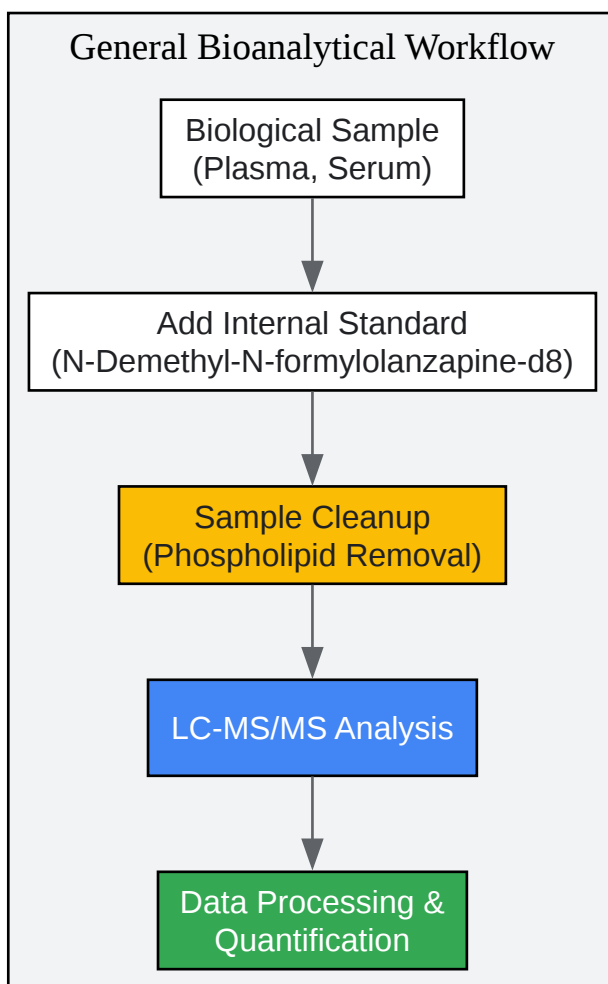 General Bioanalytical Workflow
Biological Sample
(Plasma, Serum)
Add Internal Standard
(N-Demethyl-N-formylolanzapine-d8)
Sample Cleanup
(Phospholipid Removal)
LC-MS/MS Analysis
Data Processing &
Quantification